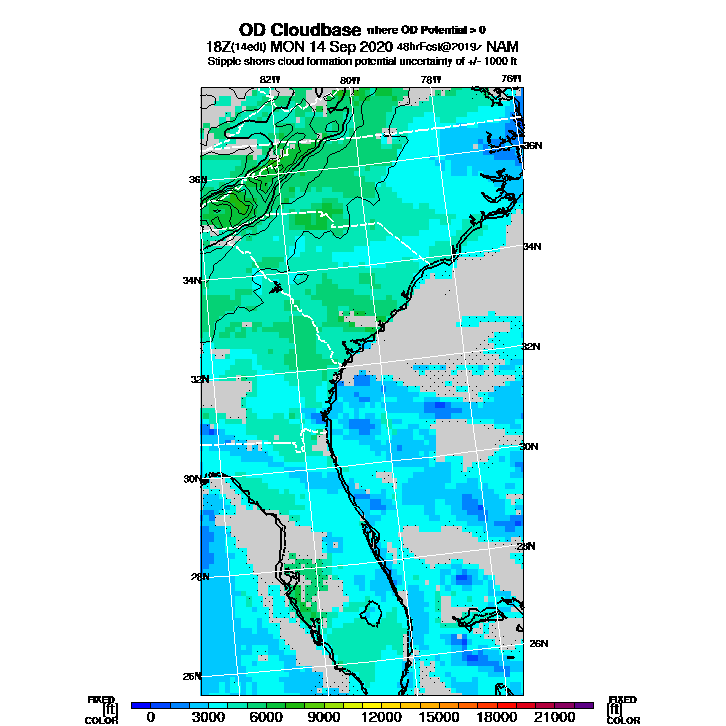 OD Cloudbase where OD Potential > 0
18Z(14edt) MON 14 Sep 2020 48hrFcst@2019z NAM
Stipple shows cloud formation potential uncertainty of +/- 1000 ft
82W 80W 78W 76W
36N
36N
34N
34N
32N
32N
30N
30N
28N
28N
26N
26N
FIXED FIXED
[ft] [ft]
COLOR 0 3000 6000 9000 12000 15000 18000 21000 COLOR